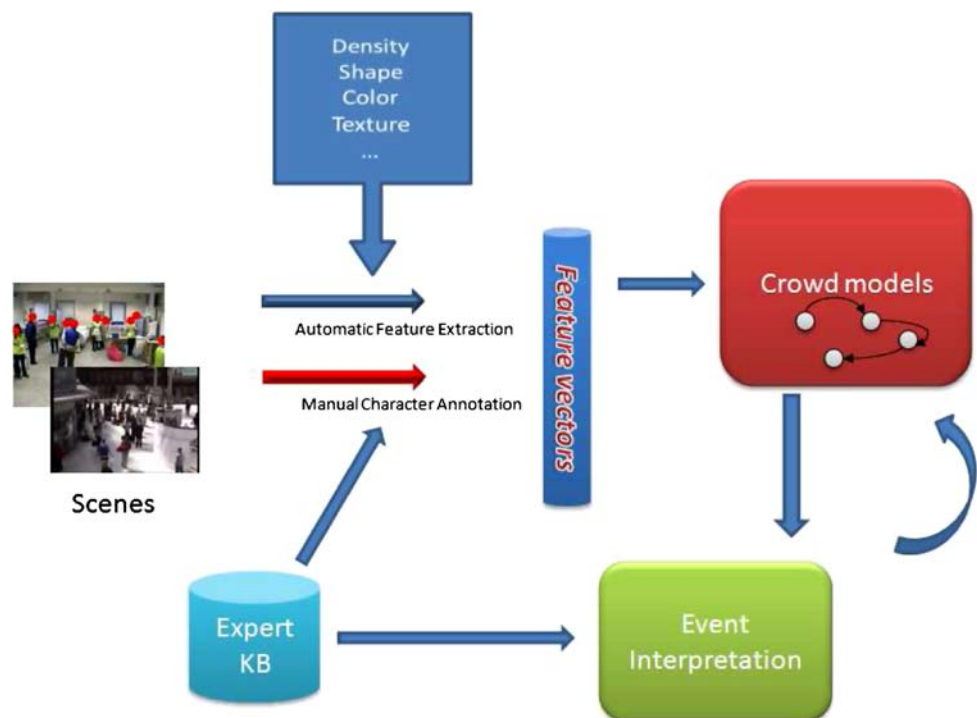 Density
Shape
Color
Texture
...
Automatic Feature Extraction
Manual Character Annotation
Scenes
Feature vectors
Crowd models
Expert
KB
Event
Interpretation